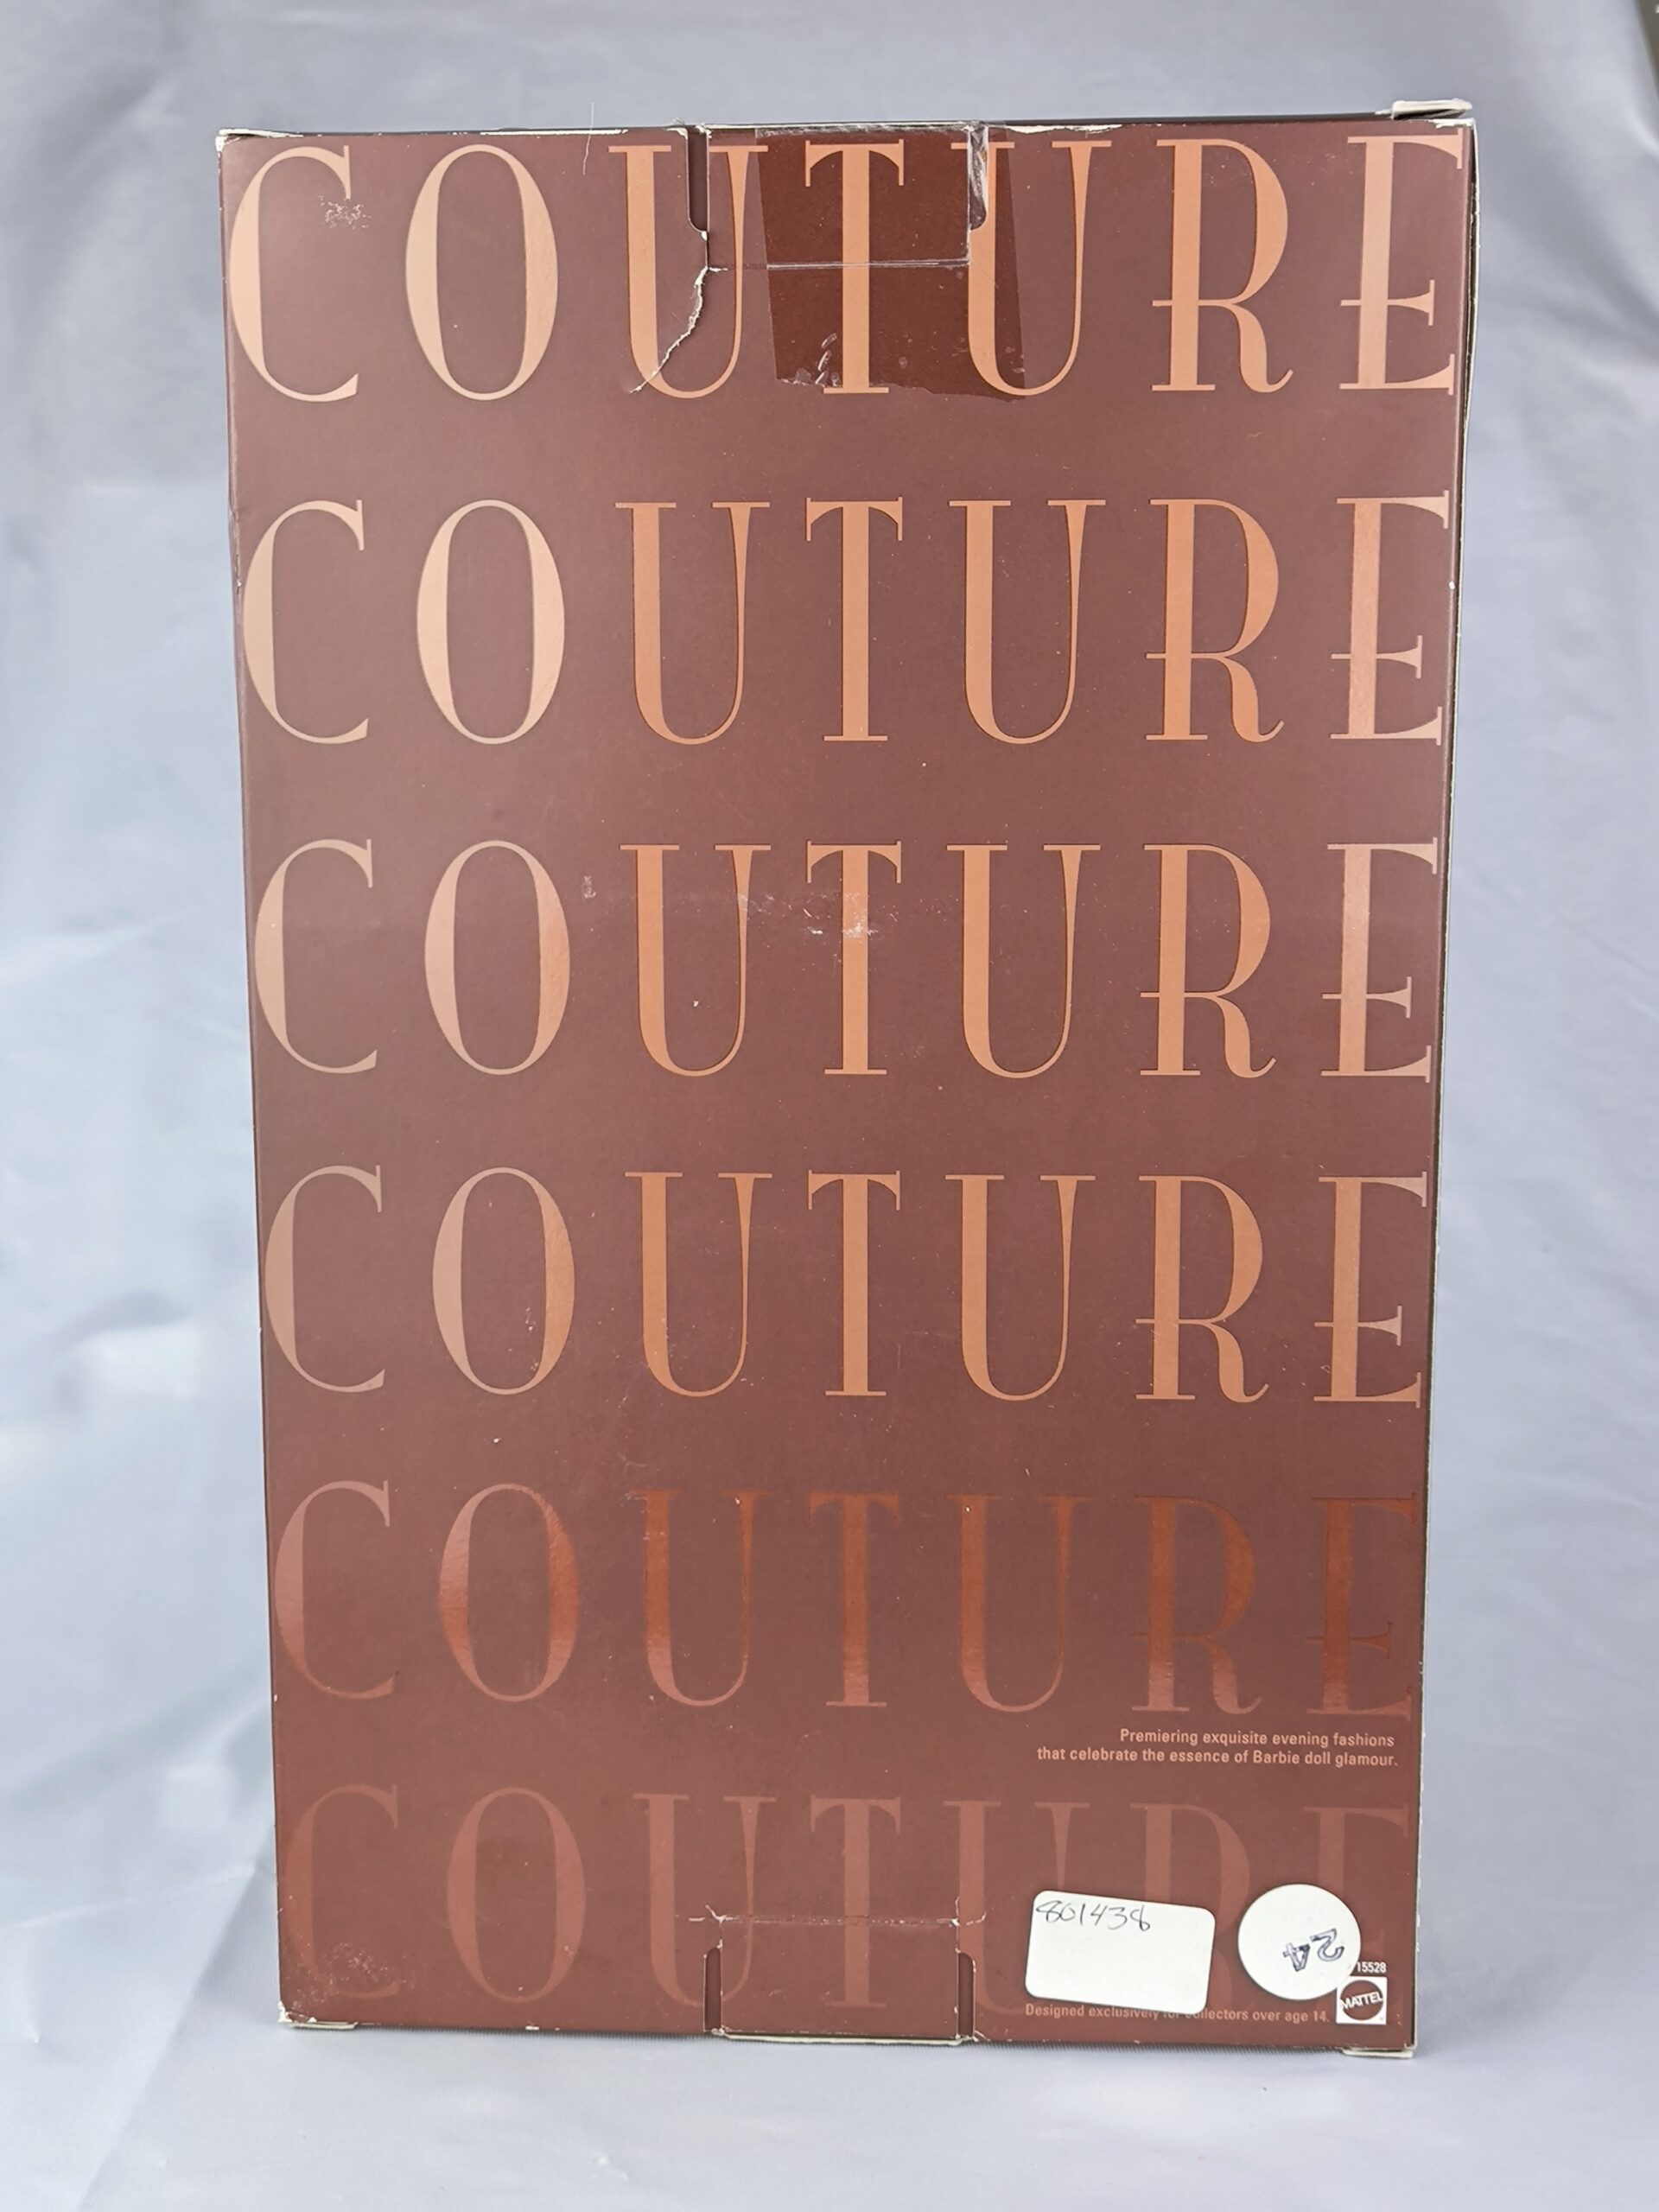 COUTURE
COUTURE
COUTURE
COUTURE
COUTURE
Premiering exquisite evening fashions
that celebrate the essence of Barbie doll glamour.
COUTURE
801438
24
15528
MATTEL
Designed exclusively for collectors over age 14.